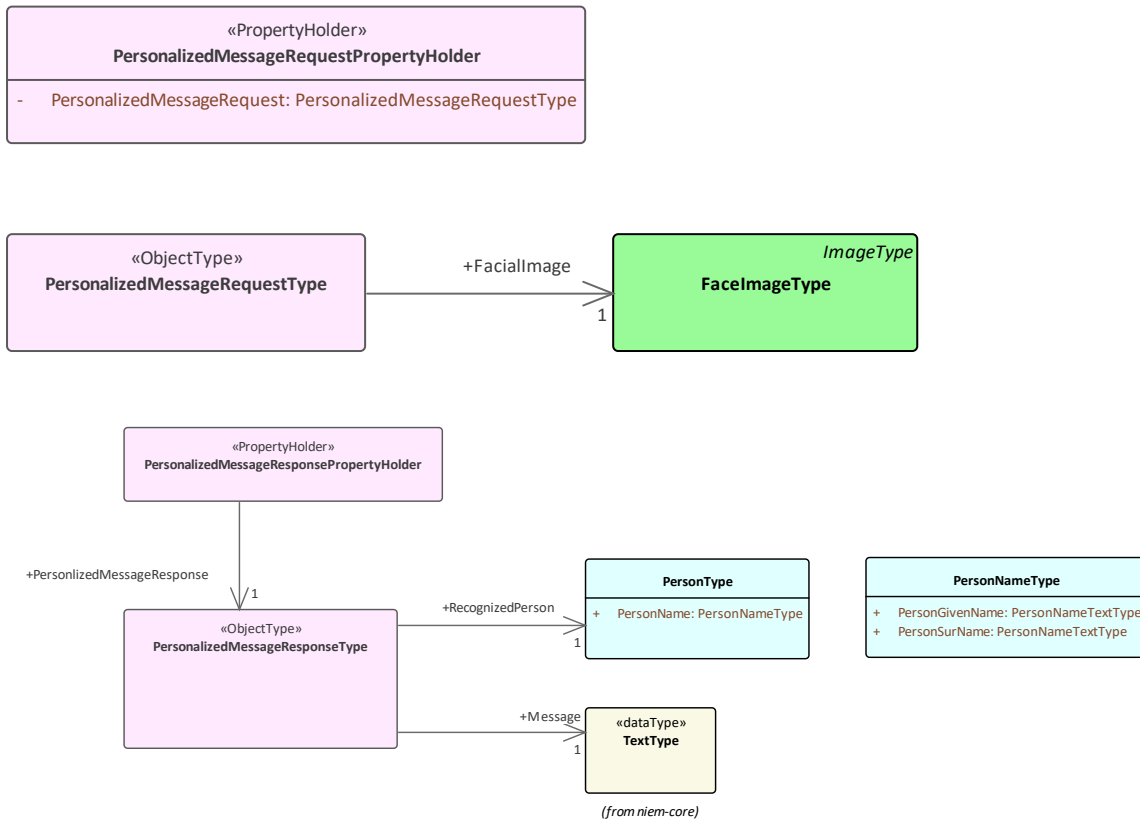 «PropertyHolder»
PersonalizedMessageRequestPropertyHolder
- PersonalizedMessageRequest: PersonalizedMessageRequestType
«ObjectType»
PersonalizedMessageRequestType
+FacialImage
1
ImageType
FaceImageType
«PropertyHolder»
PersonalizedMessageResponsePropertyHolder
+PersonlizedMessageResponse
1
«ObjectType»
PersonalizedMessageResponseType
+RecognizedPerson
1
PersonType
+ PersonName: PersonNameType
PersonNameType
+ PersonGivenName: PersonNameTextType
+ PersonSurName: PersonNameTextType
+Message
1
«dataType»
TextType
(from niem-core)